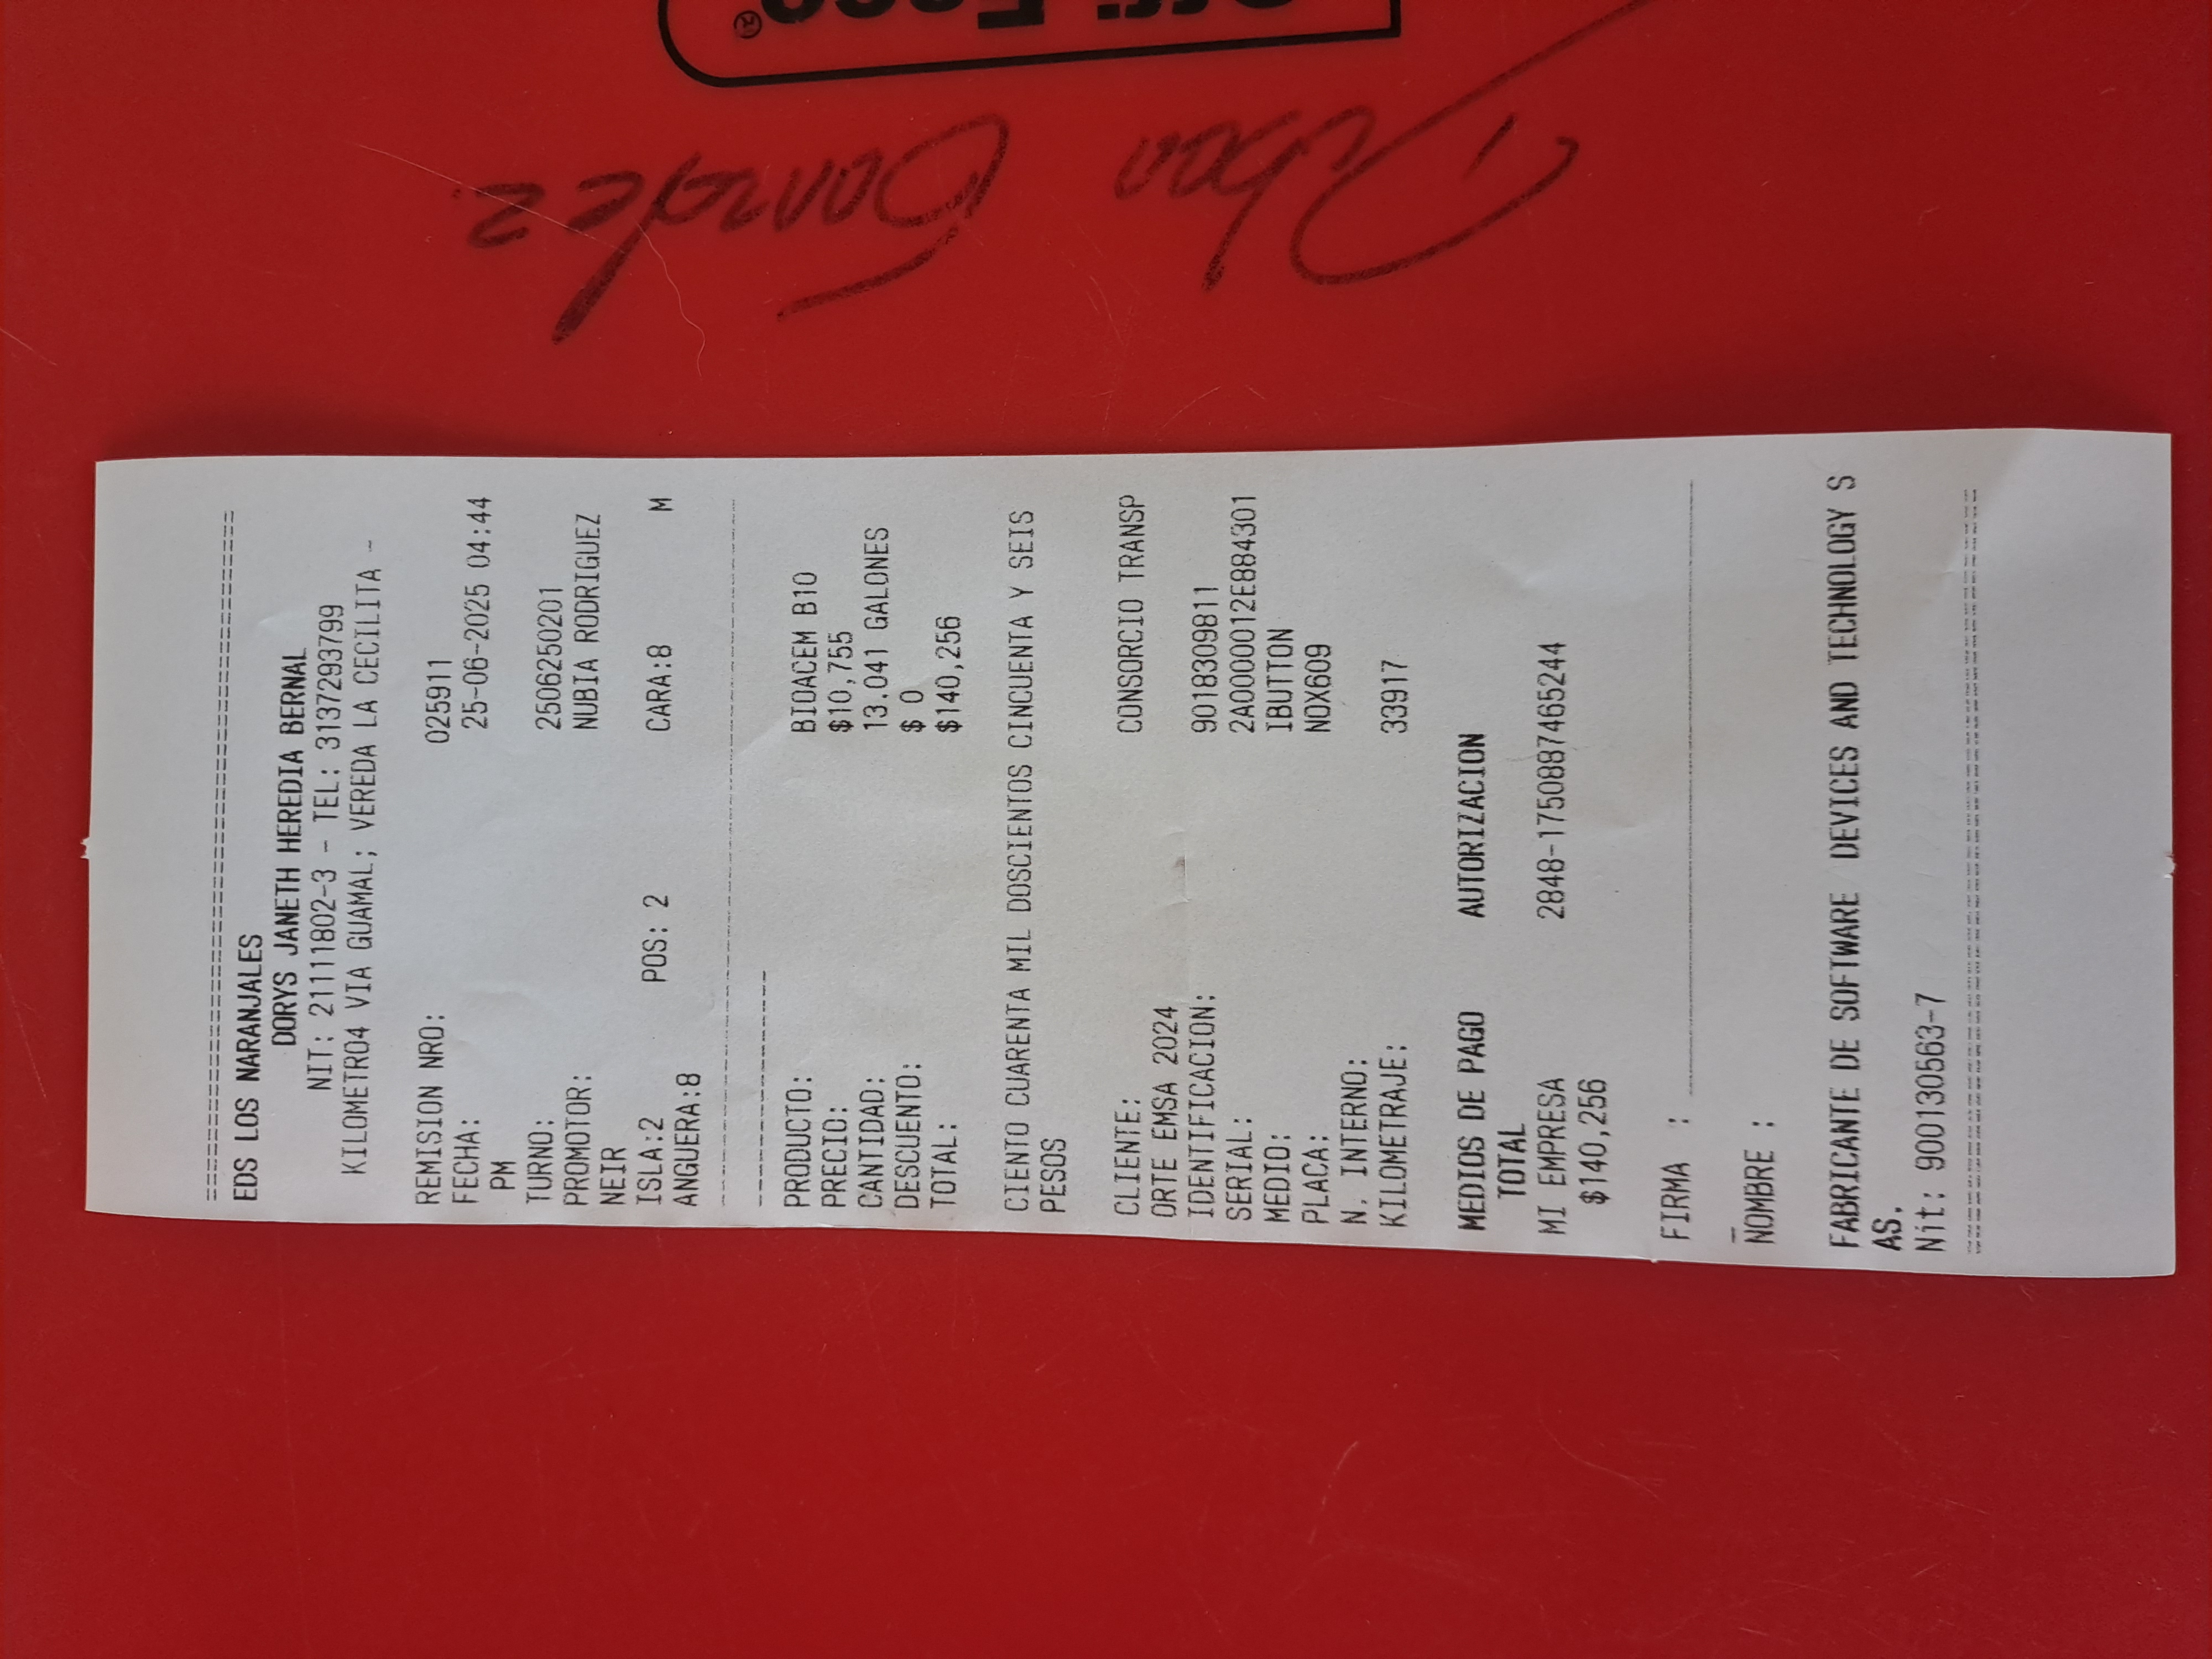 ================================================
EDS LOS NARANJALES
DORYS JANETH HEREDIA BERNAL
NIT: 21111802-3 - TEL: 3137293799
KILOMETRO4 VIA GUAMAL; VEREDA LA CECILITA -
REMISION NRO: 025911
FECHA: 25-06-2025 04:44
PM
TURNO: 2506250201
PROMOTOR: NUBIA RODRIGUEZ
NEIR
ISLA:2 POS: 2 CARA:8 M
ANGUERA:8
PRODUCTO: BIOACEM B10
PRECIO: $10,755
CANTIDAD: 13.041 GALONES
DESCUENTO: $ 0
TOTAL: $140,256
CIENTO CUARENTA MIL DOSCIENTOS CINCUENTA Y SEIS
PESOS
CLIENTE: CONSORCIO TRANSP
ORTE EMSA 2024
IDENTIFICACION: 9018309811
SERIAL: 2A0000012E884301
MEDIO: IBUTTON
PLACA: NOX609
N. INTERNO:
KILOMETRAJE: 33917
MEDIOS DE PAGO AUTORIZACION
TOTAL
MI EMPRESA 2848-1750887465244
$140,256
FIRMA :
NOMBRE :
FABRICANTE DE SOFTWARE DEVICES AND TECHNOLOGY S
AS.
Nit: 900130563-7
Gonzalez